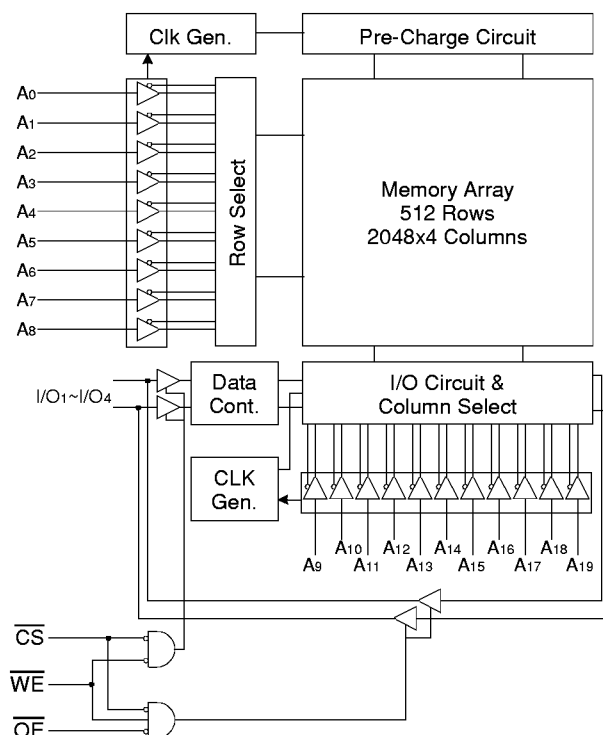 Clk Gen.
Pre-Charge Circuit
A0
A1
A2
A3
A4
A5
A6
A7
A8
Row Select
Memory Array
512 Rows
2048x4 Columns
I/O1~I/O4
Data
Cont.
I/O Circuit &
Column Select
CLK
Gen.
A9
A10
A11
A12
A13
A14
A15
A16
A17
A18
A19
CS
WE
OE